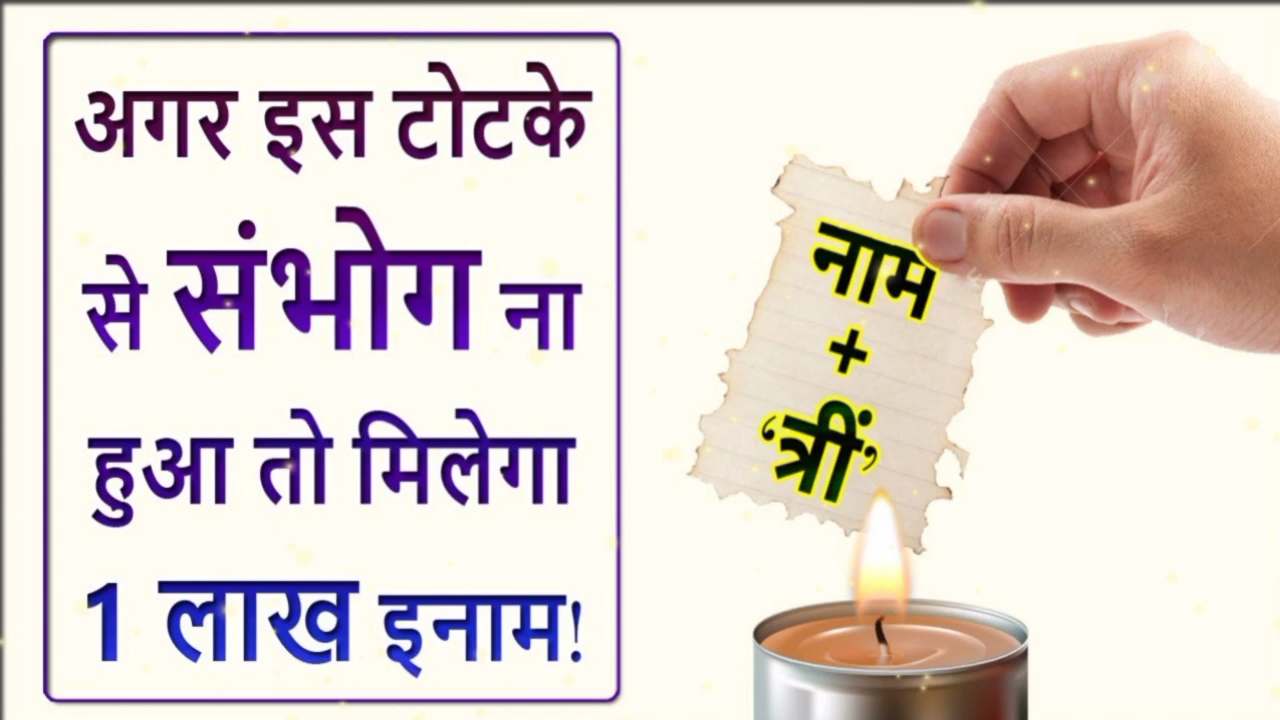 अगर इस टोटके
से संभोग ना
हुआ तो मिलेगा
1 लाख इनाम!
नाम
+
‘त्रीं’